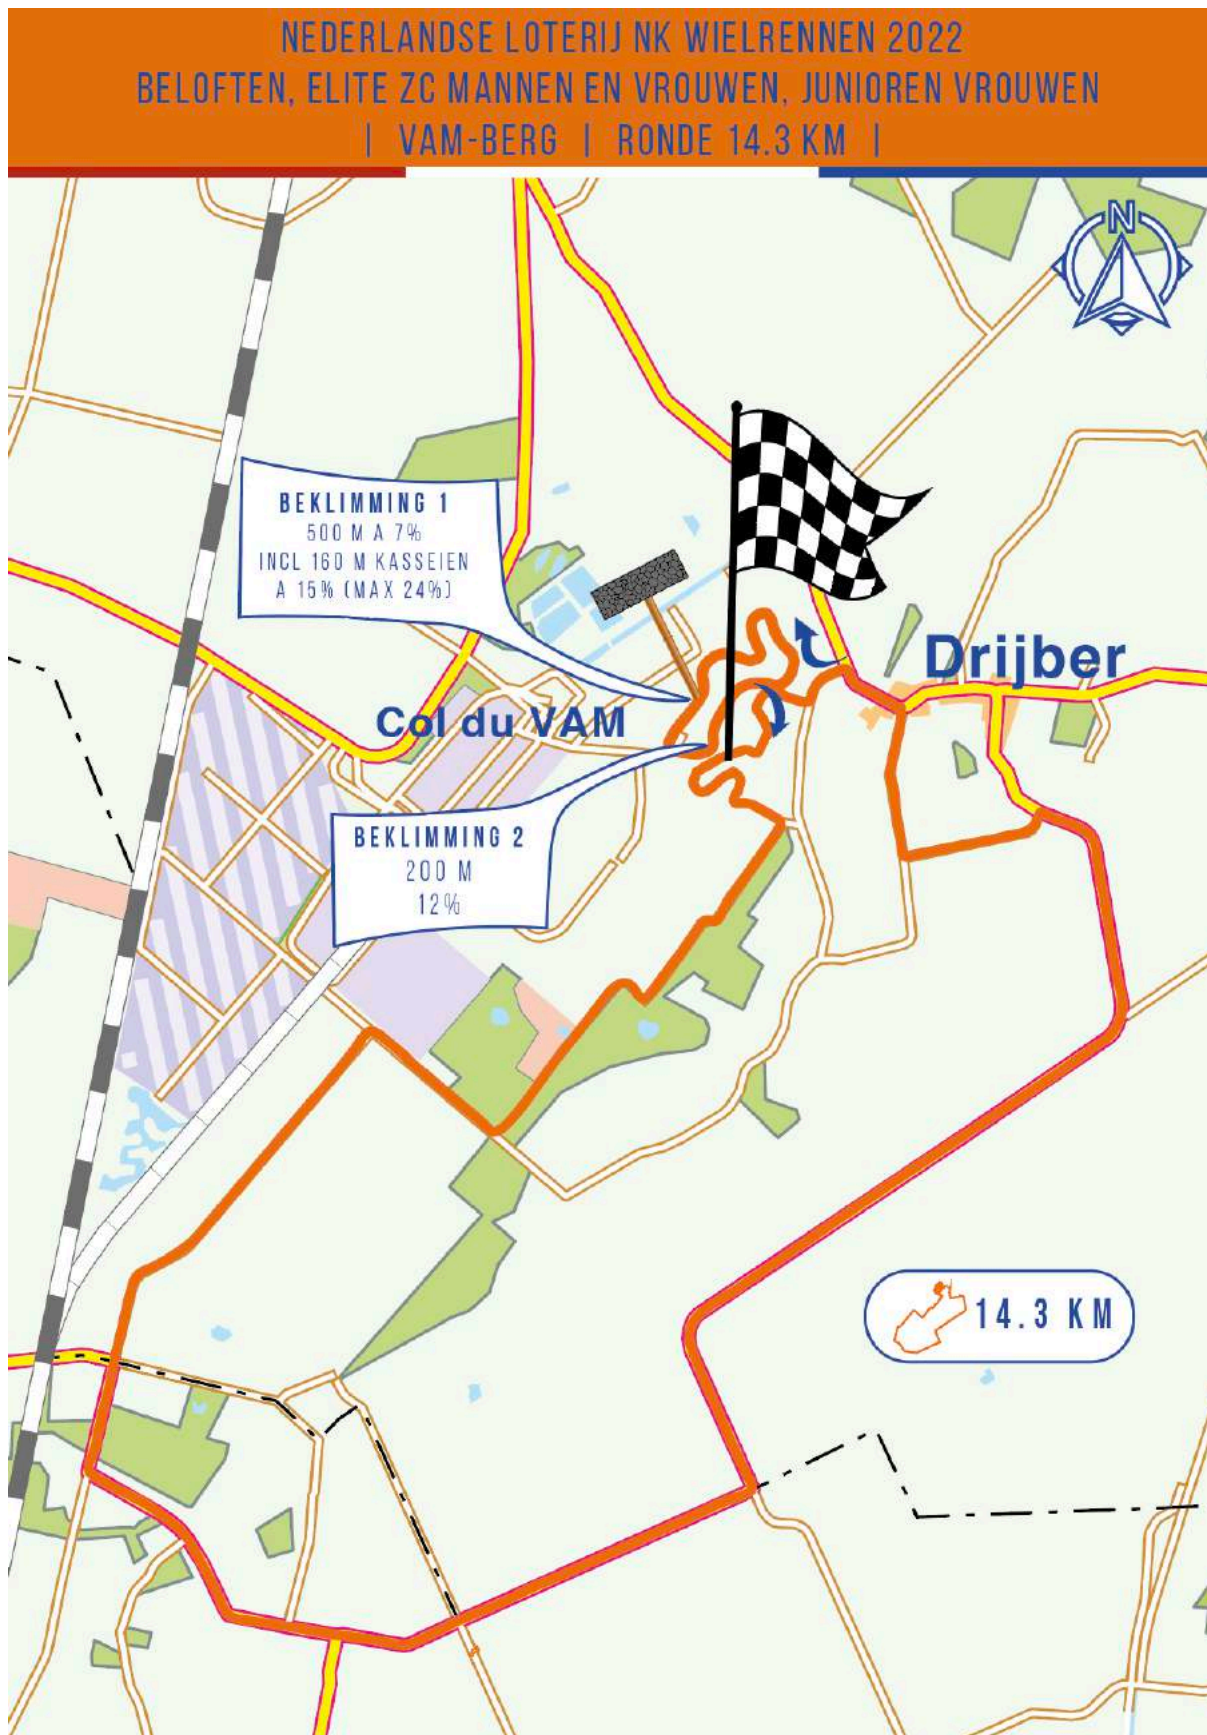 NEDERLANDSE LOTERIJ NK WIELRENNEN 2022
BELOFTEN, ELITE ZC MANNEN EN VROUWEN, JUNIOREN VROUWEN
| VAM-BERG | RONDE 14.3 KM |
N
BEKLIMMING 1
500 M A 7%
INCL 160 M KASSEIEN
A 15% (MAX 24%)
Drijber
Col du VAM
BEKLIMMING 2
200 M
12%
14.3 KM